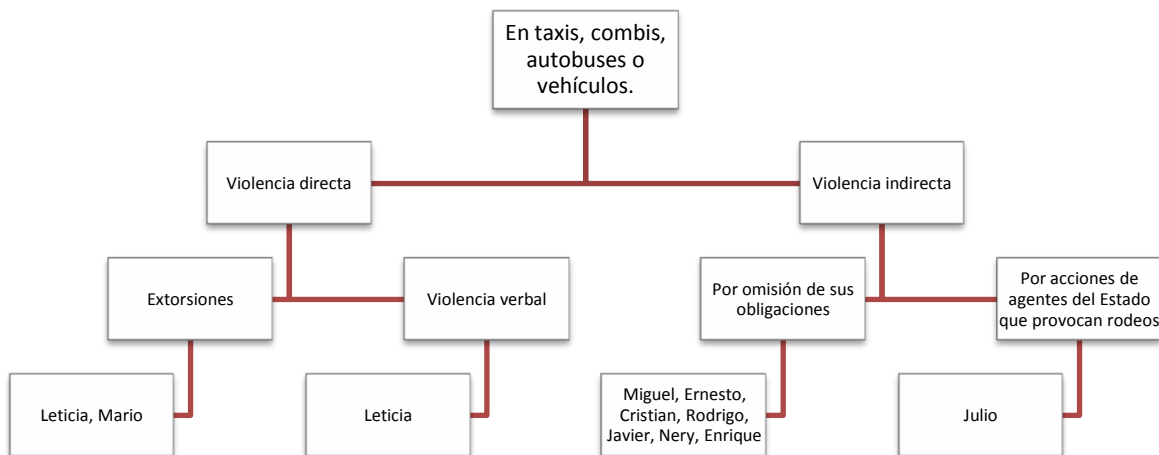 En taxis, combis,
autobuses o
vehículos.
Violencia directa
Violencia indirecta
Extorsiones
Violencia verbal
Por omisión de sus
obligaciones
Por acciones de
agentes del Estado
que provocan rodeos
Leticia, Mario
Leticia
Miguel, Ernesto,
Cristian, Rodrigo,
Javier, Nery, Enrique
Julio